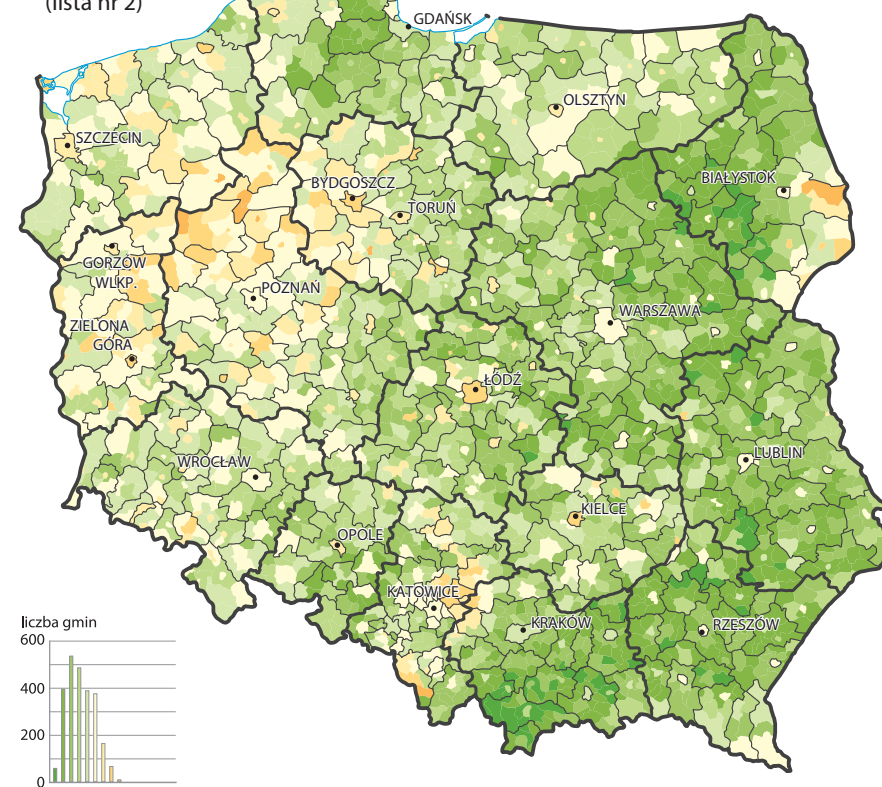 (lista nr 2)
GDAŃSK
OLSZTYN
SZCZECIN
BIAŁYSTOK
BYDGOSZCZ
TORUŃ
GORZÓW
WLKP.
POZNAŃ
WARSZAWA
ZIELONA
GÓRA
ŁÓDŹ
WROCŁAW
LUBLIN
KIELCE
OPOLE
KATOWICE
KRAKÓW
RZESZÓW
liczba gmin
600
400
200
0